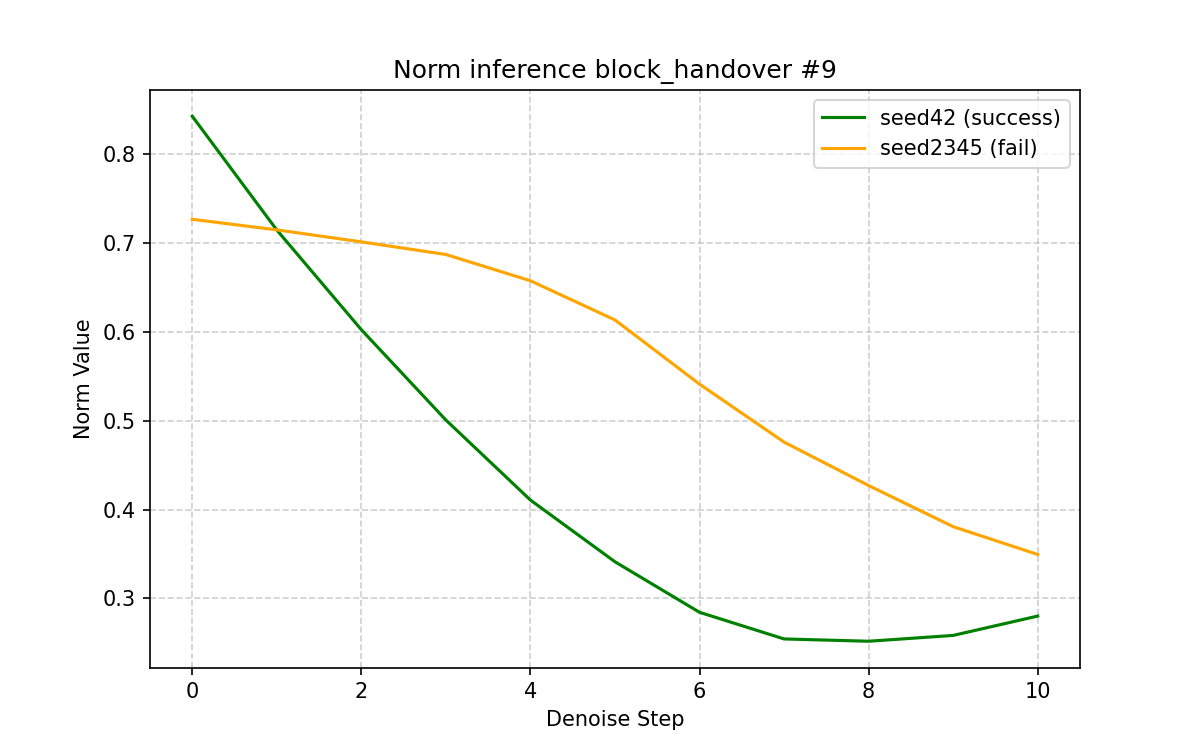 Norm inference block_handover #9
seed42 (success)
seed2345 (fail)
0.8
0.7
0.6
0.5
0.4
0.3
Norm Value
0 2 4 6 8 10
Denoise Step